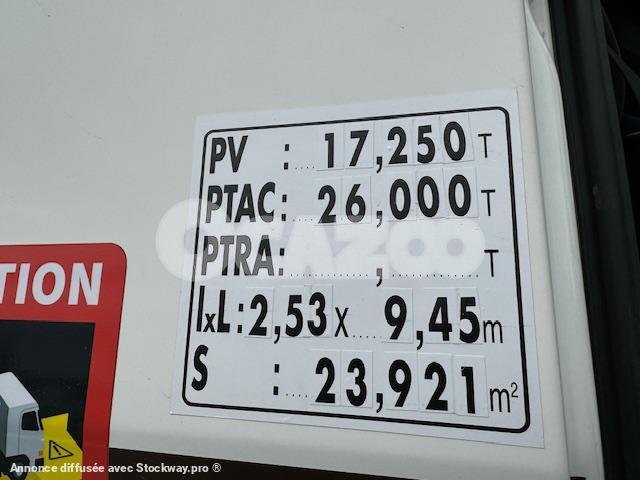 PV : .... 17,250 T
PTAC: .. 26,000 T
PTRA: ............ , ............ T
lxL : 2,53 x .... 9,45 m
S : .... 23,921 m²
TION
Annonce diffusée avec Stockway.pro ®